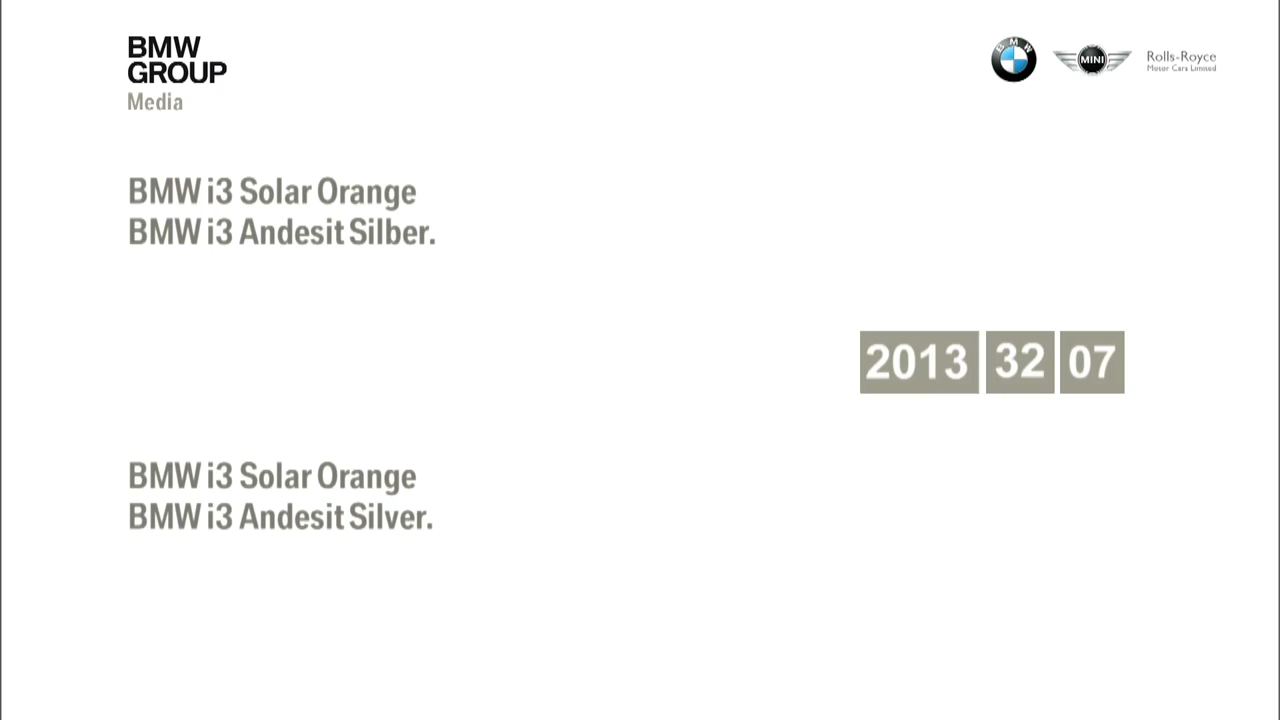 BMW
GROUP
Media
BMW
MINI
Rolls-Royce
Motor Cars Limited
BMW i3 Solar Orange
BMW i3 Andesit Silber.
2013 32 07
BMW i3 Solar Orange
BMW i3 Andesit Silver.